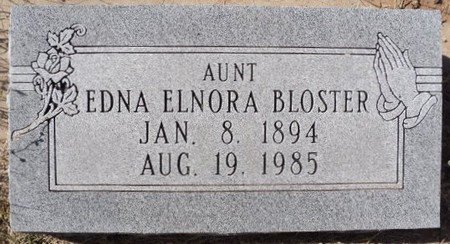 AUNT
EDNA ELNORA BLOSTER
JAN. 8. 1894
AUG. 19. 1985